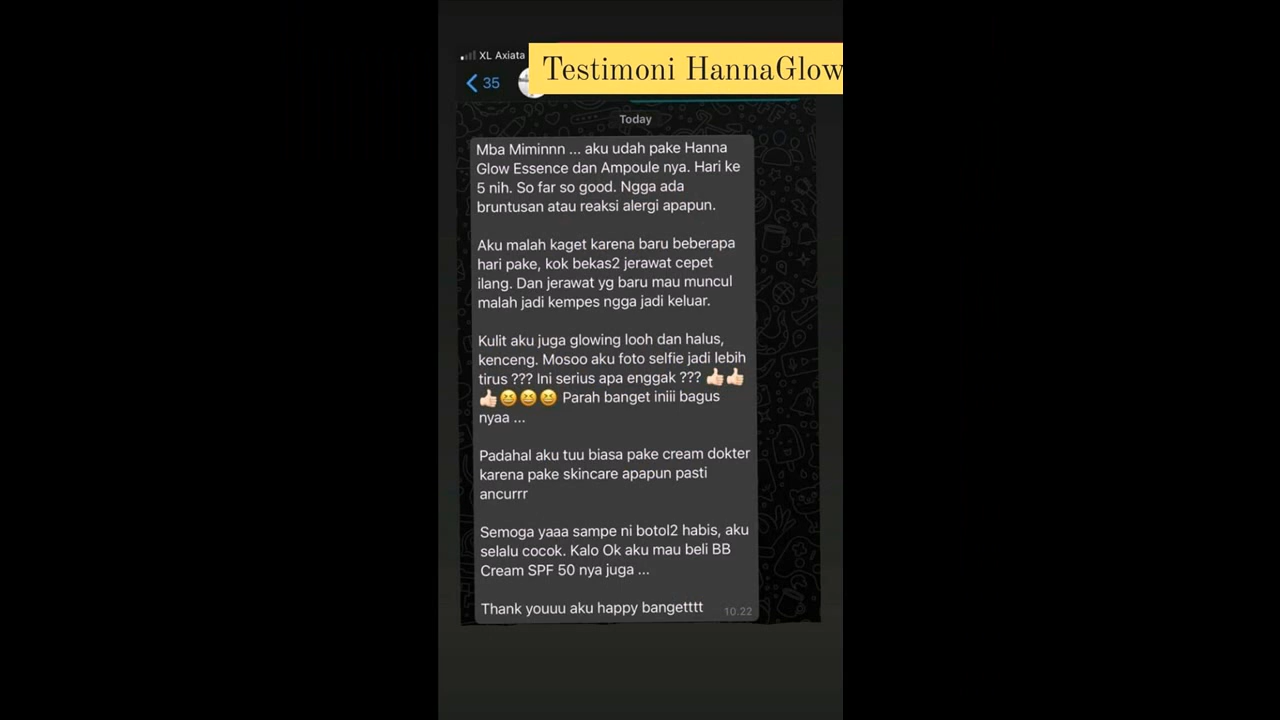 XL Axiata
Testimoni HannaGlow
35
Today
Mba Miminnn ... aku udah pake Hanna
Glow Essence dan Ampoule nya. Hari ke
5 nih. So far so good. Ngga ada
bruntusan atau reaksi alergi apapun.
Aku malah kaget karena baru beberapa
hari pake, kok bekas2 jerawat cepet
ilang. Dan jerawat yg baru mau muncul
malah jadi kempes ngga jadi keluar.
Kulit aku juga glowing looh dan halus,
kenceng. Mosoo aku foto selfie jadi lebih
tirus ??? Ini serius apa enggak ??? 👍🏻👍🏻
👍🏻😆😆😆 Parah banget iniii bagus
nyaa ...
Padahal aku tuu biasa pake cream dokter
karena pake skincare apapun pasti
ancurrr
Semoga yaaa sampe ni botol2 habis, aku
selalu cocok. Kalo Ok aku mau beli BB
Cream SPF 50 nya juga ...
Thank youuu aku happy bangetttt
10.22